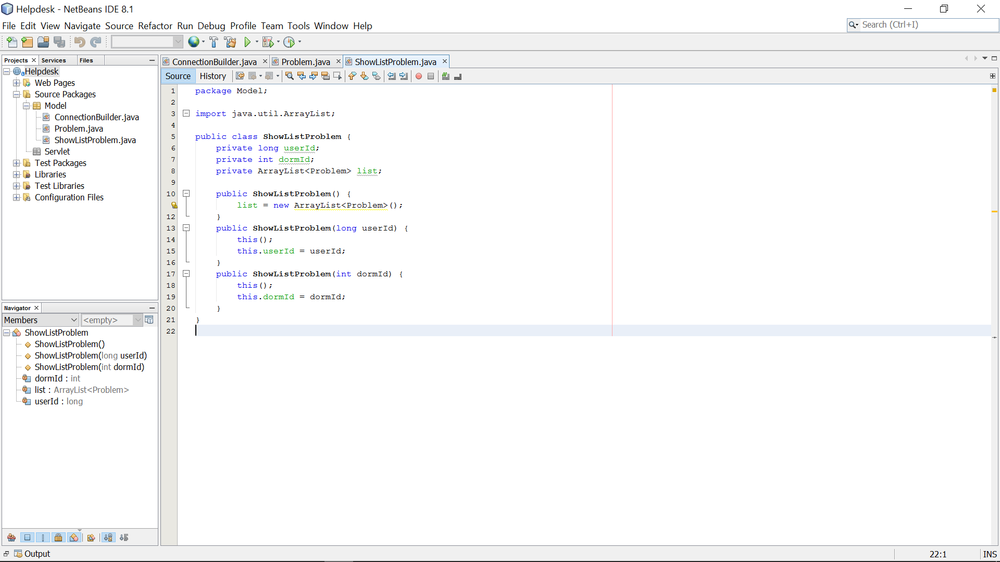 Helpdesk - NetBeans IDE 8.1
File Edit View Navigate Source Refactor Run Debug Profile Team Tools Window Help
Search (Ctrl+I)
Projects Services Files
Helpdesk
Web Pages
Source Packages
Model
ConnectionBuilder.java
Problem.java
ShowListProblem.java
Servlet
Test Packages
Libraries
Test Libraries
Configuration Files
Navigator
Members <empty>
ShowListProblem
ShowListProblem()
ShowListProblem(long userId)
ShowListProblem(int dormId)
dormId : int
list : ArrayList<Problem>
userId : long
ConnectionBuilder.java Problem.java ShowListProblem.java
Source History
1 package Model;
2
3 import java.util.ArrayList;
4
5 public class ShowListProblem {
6 private long userId;
7 private int dormId;
8 private ArrayList<Problem> list;
9
10 public ShowListProblem() {
list = new ArrayList<Problem>();
12 }
13 public ShowListProblem(long userId) {
14 this();
15 this.userId = userId;
16 }
17 public ShowListProblem(int dormId) {
18 this();
19 this.dormId = dormId;
20 }
21 }
22
Output
22:1 INS